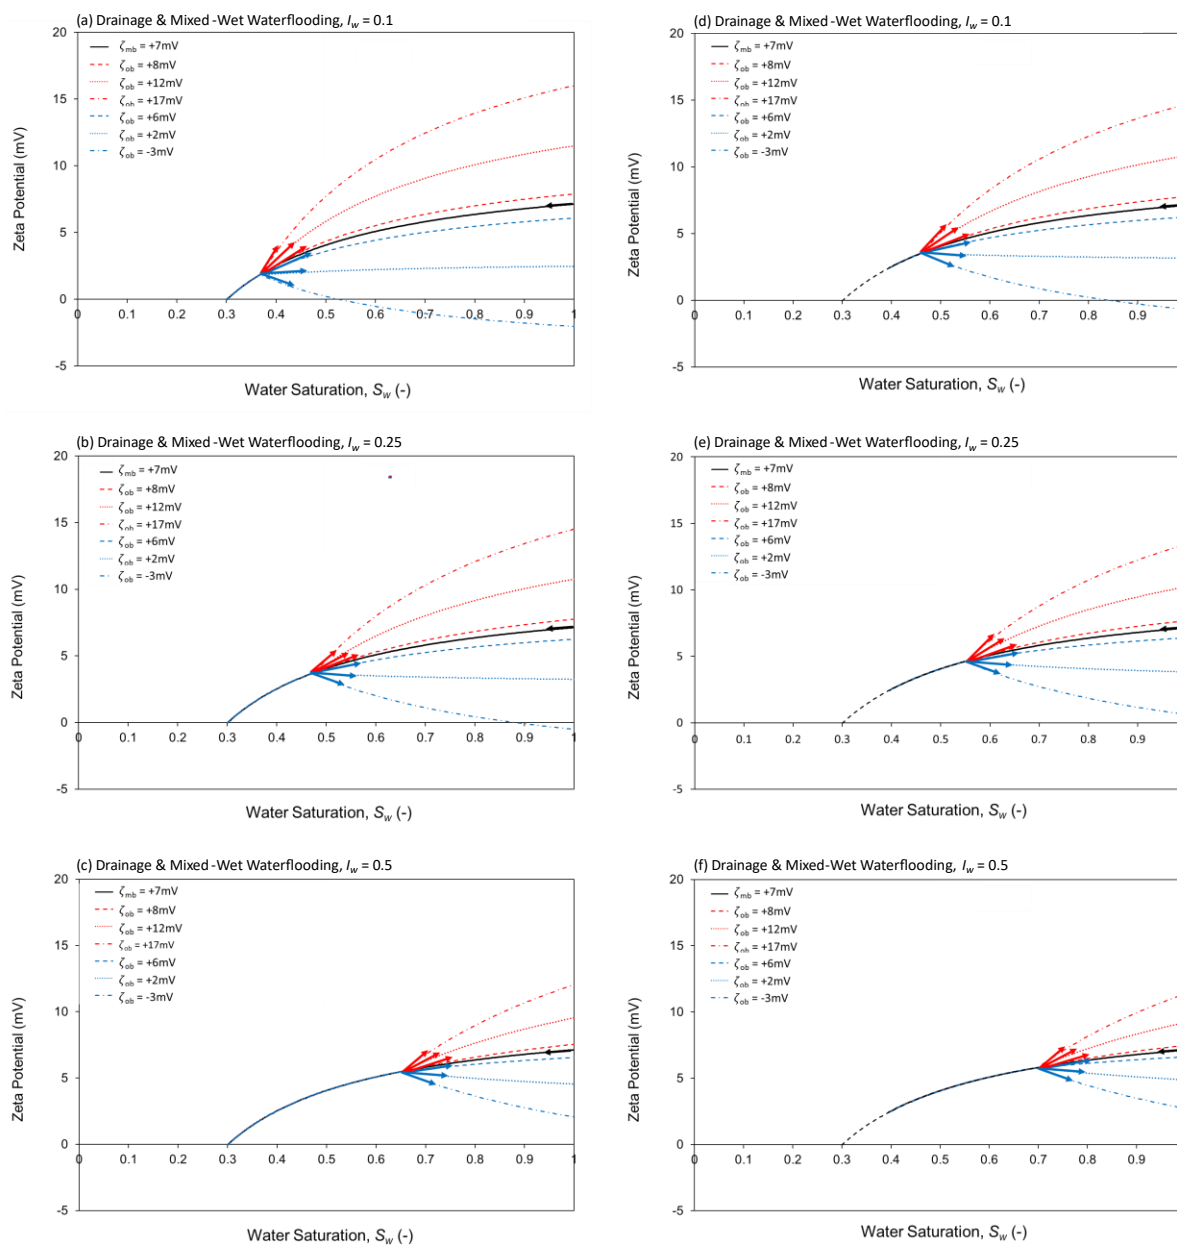 (a) Drainage & Mixed-Wet Waterflooding, I_w = 0.1
20
15
10
5
0
-5
Zeta Potential (mV)
ζmb = +7mV
ζob = +8mV
ζob = +12mV
ζob = +17mV
ζob = +6mV
ζob = +2mV
ζob = -3mV
0 0.1 0.2 0.3 0.4 0.5 0.6 0.7 0.8 0.9 1
Water Saturation, S_w (-)
(d) Drainage & Mixed-Wet Waterflooding, I_w = 0.1
20
15
10
5
0
-5
Zeta Potential (mV)
ζmb = +7mV
ζob = +8mV
ζob = +12mV
ζob = +17mV
ζob = +6mV
ζob = +2mV
ζob = -3mV
0 0.1 0.2 0.3 0.4 0.5 0.6 0.7 0.8 0.9
Water Saturation, S_w (-)
(b) Drainage & Mixed-Wet Waterflooding, I_w = 0.25
20
15
10
5
0
-5
Zeta Potential (mV)
ζmb = +7mV
ζob = +8mV
ζob = +12mV
ζob = +17mV
ζob = +6mV
ζob = +2mV
ζob = -3mV
0 0.1 0.2 0.3 0.4 0.5 0.6 0.7 0.8 0.9 1
Water Saturation, S_w (-)
(e) Drainage & Mixed-Wet Waterflooding, I_w = 0.25
20
15
10
5
0
-5
Zeta Potential (mV)
ζmb = +7mV
ζob = +8mV
ζob = +12mV
ζob = +17mV
ζob = +6mV
ζob = +2mV
ζob = -3mV
0 0.1 0.2 0.3 0.4 0.5 0.6 0.7 0.8 0.9
Water Saturation, S_w (-)
(c) Drainage & Mixed-Wet Waterflooding, I_w = 0.5
20
15
10
5
0
-5
Zeta Potential (mV)
ζmb = +7mV
ζob = +8mV
ζob = +12mV
ζob = +17mV
ζob = +6mV
ζob = +2mV
ζob = -3mV
0 0.1 0.2 0.3 0.4 0.5 0.6 0.7 0.8 0.9 1
Water Saturation, S_w (-)
(f) Drainage & Mixed-Wet Waterflooding, I_w = 0.5
20
15
10
5
0
-5
Zeta Potential (mV)
ζmb = +7mV
ζob = +8mV
ζob = +12mV
ζob = +17mV
ζob = +6mV
ζob = +2mV
ζob = -3mV
0 0.1 0.2 0.3 0.4 0.5 0.6 0.7 0.8 0.9
Water Saturation, S_w (-)